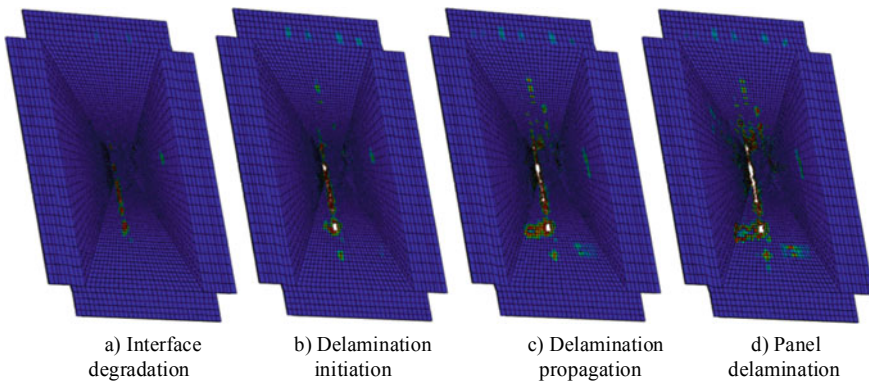 a) Interface
degradation
b) Delamination
initiation
c) Delamination
propagation
d) Panel
delamination